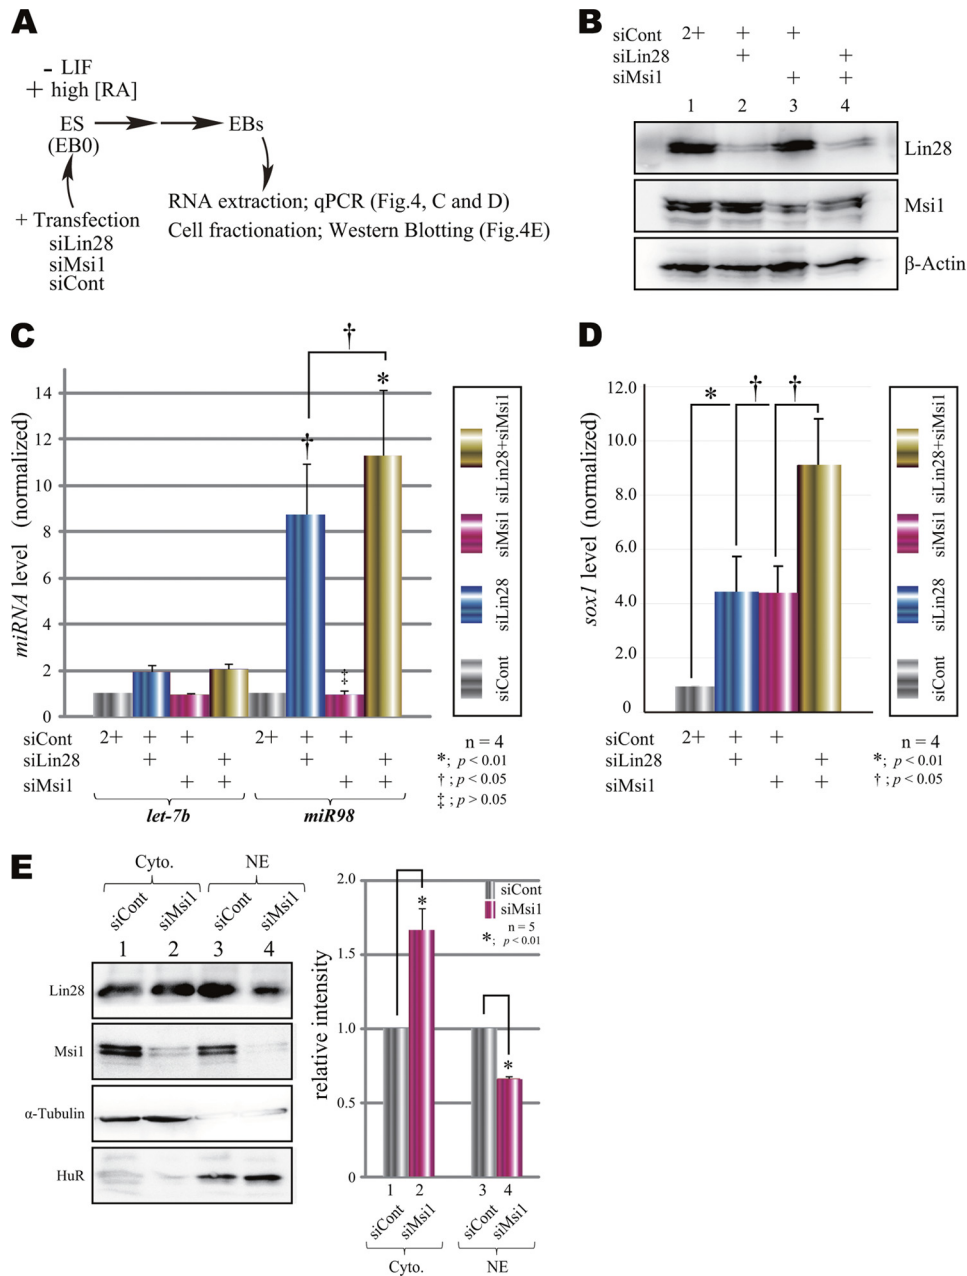 A
- LIF
+ high [RA]
ES
EBs
(EB0)
RNA extraction; qPCR (Fig.4, C and D)
Cell fractionation; Western Blotting (Fig.4E)
+ Transfection
siLin28
siMsi1
siCont
B
siCont 2+ + +
siLin28 + +
siMsi1 + +
1 2 3 4
Lin28
Msi1
β-Actin
C
miRNA level (normalized)
14
12
10
8
6
4
2
0
†
†
*
‡
siLin28+siMsi1
siMsi1
siLin28
siCont
siCont 2+ + + 2+ + +
siLin28 + + + +
siMsi1 + + + +
let-7b miR98
n = 4
*; p < 0.01
† ; p < 0.05
‡ ; p > 0.05
D
sox1 level (normalized)
12.0
10.0
8.0
6.0
4.0
2.0
0
* † †
siLin28+siMsi1
siMsi1
siLin28
siCont
siCont 2+ + +
siLin28 + +
siMsi1 + +
n = 4
*; p < 0.01
† ; p < 0.05
E
Cyto. NE
siCont siMsi1 siCont siMsi1
1 2 3 4
Lin28
Msi1
α-Tubulin
HuR
relative intensity
2.0
1.5
1.0
0.5
0
siCont
siMsi1
n = 5
*; p < 0.01
*
*
1 2 3 4
siCont siMsi1 siCont siMsi1
Cyto. NE